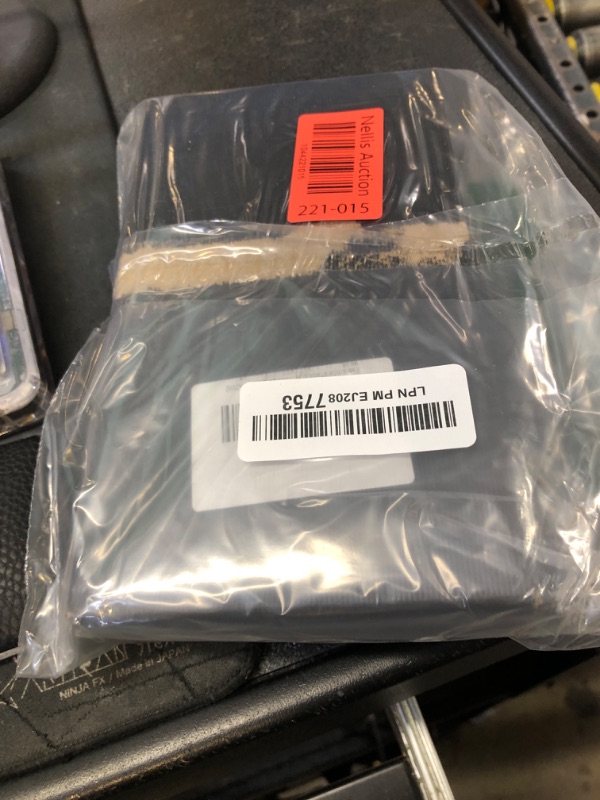 Nellis Auction
221-015
LPN PM EJ208 7753
NINJA FX / Made in JAPAN